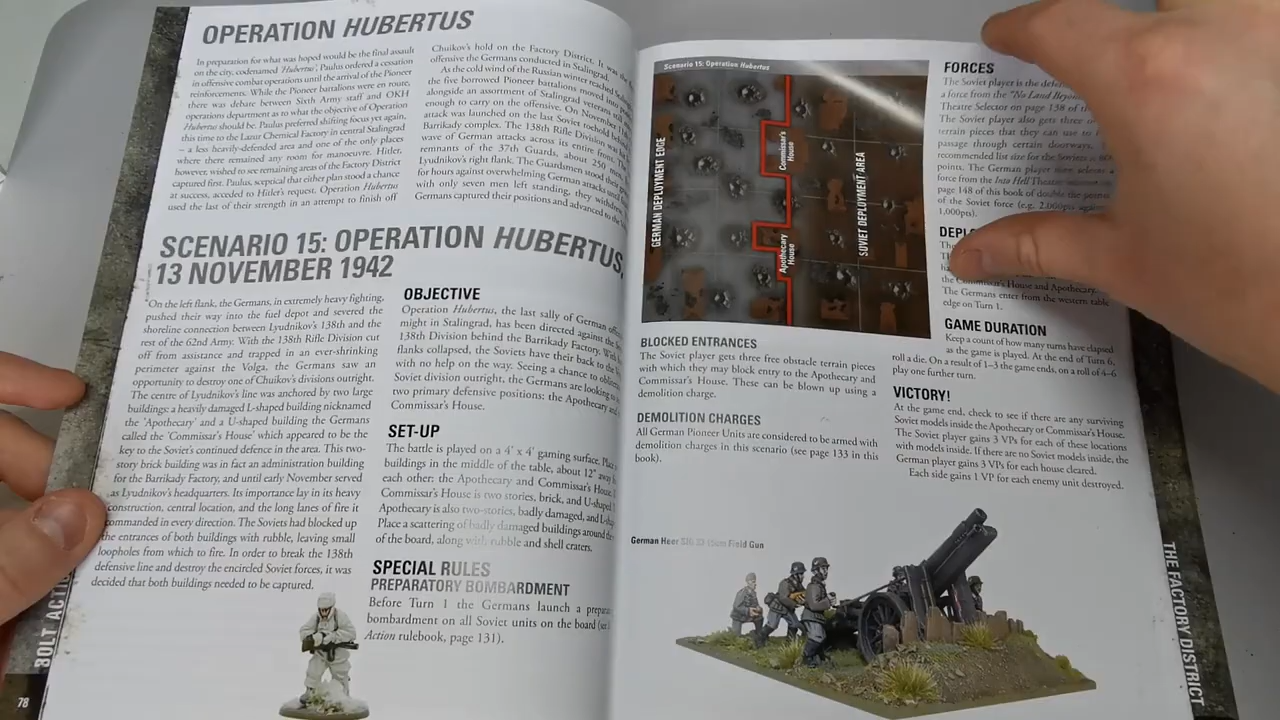 OPERATION HUBERTUS
In preparation for what was hoped would be the final assault
on the city, codenamed 'Hubertus', Paulus ordered a cessation
in offensive combat operations until the arrival of the Pioneer
reinforcements. While the Pioneer battalions were en route,
there was debate between Sixth Army staff and OKH
operations department as to what the objective of Operation
Hubertus should be. Paulus preferred shifting focus yet again,
this time to the Lazur Chemical Factory in central Stalingrad
– a less heavily-defended area and one of the only places
where there remained any room for manoeuvre. Hitler,
however, wished to see remaining areas of the Factory District
captured first. Paulus, sceptical that either plan stood a chance
at success, acceded to Hitler's request. Operation Hubertus
used the last of their strength in an attempt to finish off
Chuikov's hold on the Factory District. It was the
offensive the Germans conducted in Stalingrad.
As the cold wind of the Russian winter reached
the five borrowed Pioneer battalions moved into
alongside an assortment of Stalingrad veterans still
enough to carry on the offensive. On November
attack was launched on the last Soviet toehold
Barrikady complex. The 138th Rifle Division was
wave of German attacks across its entire front,
remnants of the 37th Guards, about 250 men,
Lyudnikov's right flank. The Guardsmen stood their
for hours against overwhelming German attacks until
with only seven men left standing, they withdrew
Germans captured their positions and advanced to the
SCENARIO 15: OPERATION HUBERTUS,
13 NOVEMBER 1942
"On the left flank, the Germans, in extremely heavy fighting,
pushed their way into the fuel depot and severed the
shoreline connection between Lyudnikov's 138th and the
rest of the 62nd Army. With the 138th Rifle Division cut
off from assistance and trapped in an ever-shrinking
perimeter against the Volga, the Germans saw an
opportunity to destroy one of Chuikov's divisions outright.
The centre of Lyudnikov's line was anchored by two large
buildings: a heavily damaged L-shaped building nicknamed
the 'Apothecary' and a U-shaped building the Germans
called the 'Commissar's House' which appeared to be the
key to the Soviet's continued defence in the area. This two-
story brick building was in fact an administration building
for the Barrikady Factory, and until early November served
as Lyudnikov's headquarters. Its importance lay in its heavy
construction, central location, and the long lanes of fire it
commanded in every direction. The Soviets had blocked up
the entrances of both buildings with rubble, leaving small
loopholes from which to fire. In order to break the 138th
defensive line and destroy the encircled Soviet forces, it was
decided that both buildings needed to be captured.
OBJECTIVE
Operation Hubertus, the last sally of German
might in Stalingrad, has been directed against the
138th Division behind the Barrikady Factory. With
flanks collapsed, the Soviets have their back to the
with no help on the way. Seeing a chance to
Soviet division outright, the Germans are looking to
two primary defensive positions: the Apothecary and
Commissar's House.
SET-UP
The battle is played on a 4' x 4' gaming surface. Place
buildings in the middle of the table, about 12" away
each other: the Apothecary and Commissar's House.
Commissar's House is two stories, brick, and U-shaped
Apothecary is also two-stories, badly damaged, and
Place a scattering of badly damaged buildings around the
of the board, along with rubble and shell craters.
SPECIAL RULES
PREPARATORY BOMBARDMENT
Before Turn 1 the Germans launch a
bombardment on all Soviet units on the board
Action rulebook, page 131).
BOLT
78
Scenario 15: Operation Hubertus
GERMAN DEPLOYMENT EDGE
Commissar's
House
Apothecary
House
SOVIET DEPLOYMENT AREA
BLOCKED ENTRANCES
The Soviet player gets three free obstacle terrain pieces
with which they may block entry to the Apothecary and
Commissar's House. These can be blown up using a
demolition charge.
DEMOLITION CHARGES
All German Pioneer Units are considered to be armed with
demolition charges in this scenario (see page 133 in this
book).
German Heer SIG 33 15cm Field Gun
FORCES
The Soviet player is the
a force from the "No Land
Theatre Selector on page 138 of
The Soviet player also gets three
terrain pieces that they can use to
passage through certain doorways.
recommended list size for the Soviets is
points. The German player
force from the Into Hell Theatre
page 148 of this book of double the points
of the Soviet force (e.g. 2,000pts
1,000pts).
Commissar's House and Apothecary.
The Germans enter from the western table
edge on Turn 1.
GAME DURATION
Keep a count of how many turns have elapsed
as the game is played. At the end of Turn 6,
roll a die. On a result of 1–3 the game ends, on a roll of 4–6
play one further turn.
VICTORY!
At the game end, check to see if there are any surviving
Soviet models inside the Apothecary or Commissar's House.
The Soviet player gains 3 VPs for each of these locations
with models inside. If there are no Soviet models inside, the
German player gains 3 VPs for each house cleared.
Each side gains 1 VP for each enemy unit destroyed.
THE FACTORY DISTRICT